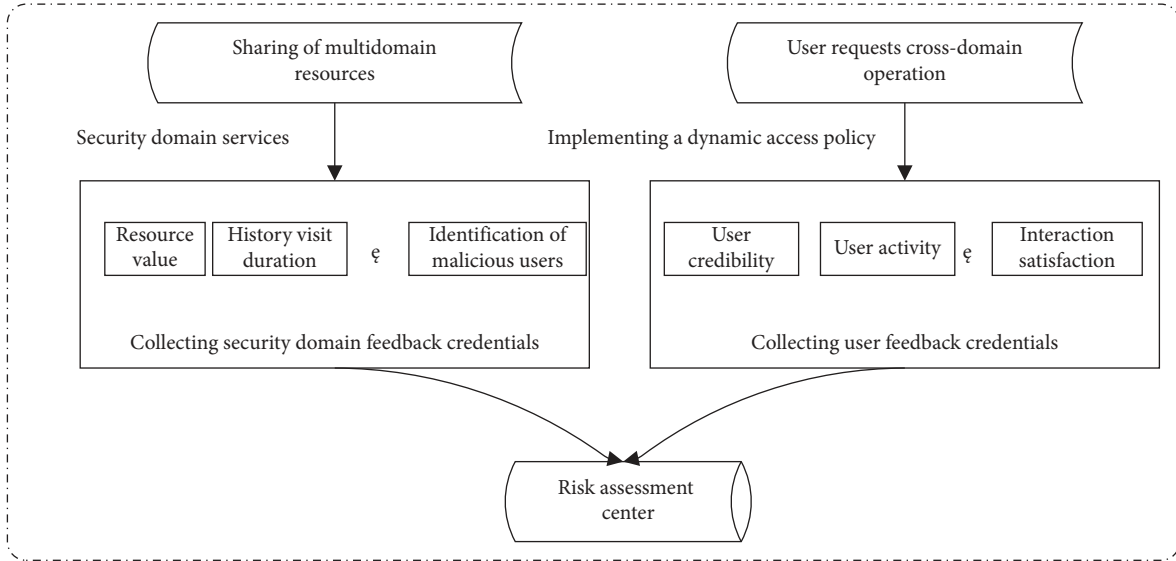 Sharing of multidomain
resources
User requests cross-domain
operation
Security domain services
Implementing a dynamic access policy
Resource
value
History visit
duration
ę
Identification of
malicious users
User
credibility
User activity
ę
Interaction
satisfaction
Collecting security domain feedback credentials
Collecting user feedback credentials
Risk assessment
center